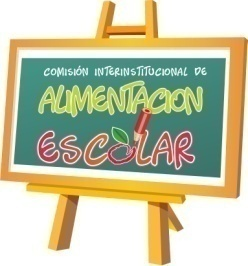 COMISIÓN INTERINSTITUCIONAL DE
ALIMENTACION
ESCOLAR